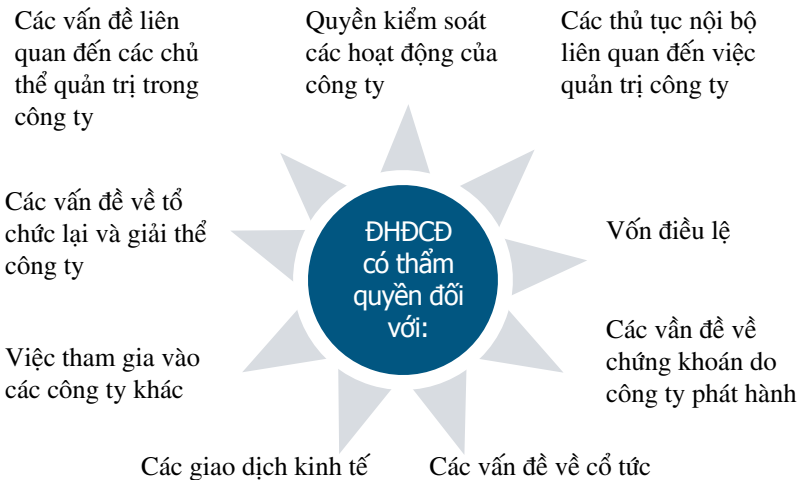 Các vấn đề liên
quan đến các chủ
thể quản trị trong
công ty
Quyền kiểm soát
các hoạt động của
công ty
Các thủ tục nội bộ
liên quan đến việc
quản trị công ty
Các vấn đề về tổ
chức lại và giải thể
công ty
ĐHĐCĐ
có thẩm
quyền đối
với:
Vốn điều lệ
Việc tham gia vào
các công ty khác
Các vần đề về
chứng khoán do
công ty phát hành
Các giao dịch kinh tế
Các vấn đề về cổ tức